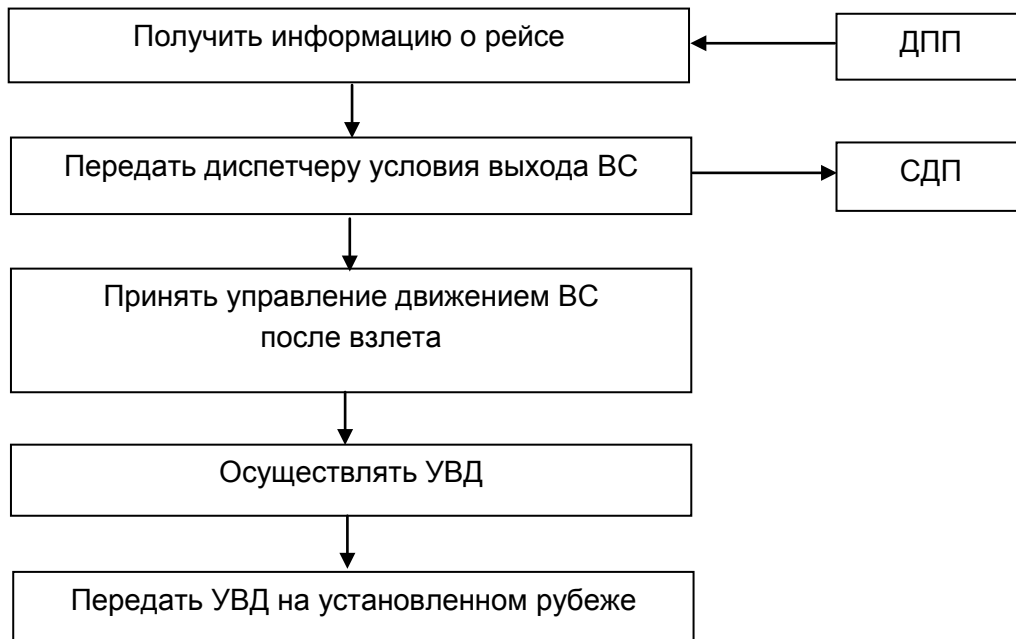 Получить информацию о рейсе
ДПП
Передать диспетчеру условия выхода ВС
СДП
Принять управление движением ВС
после взлета
Осуществлять УВД
Передать УВД на установленном рубеже